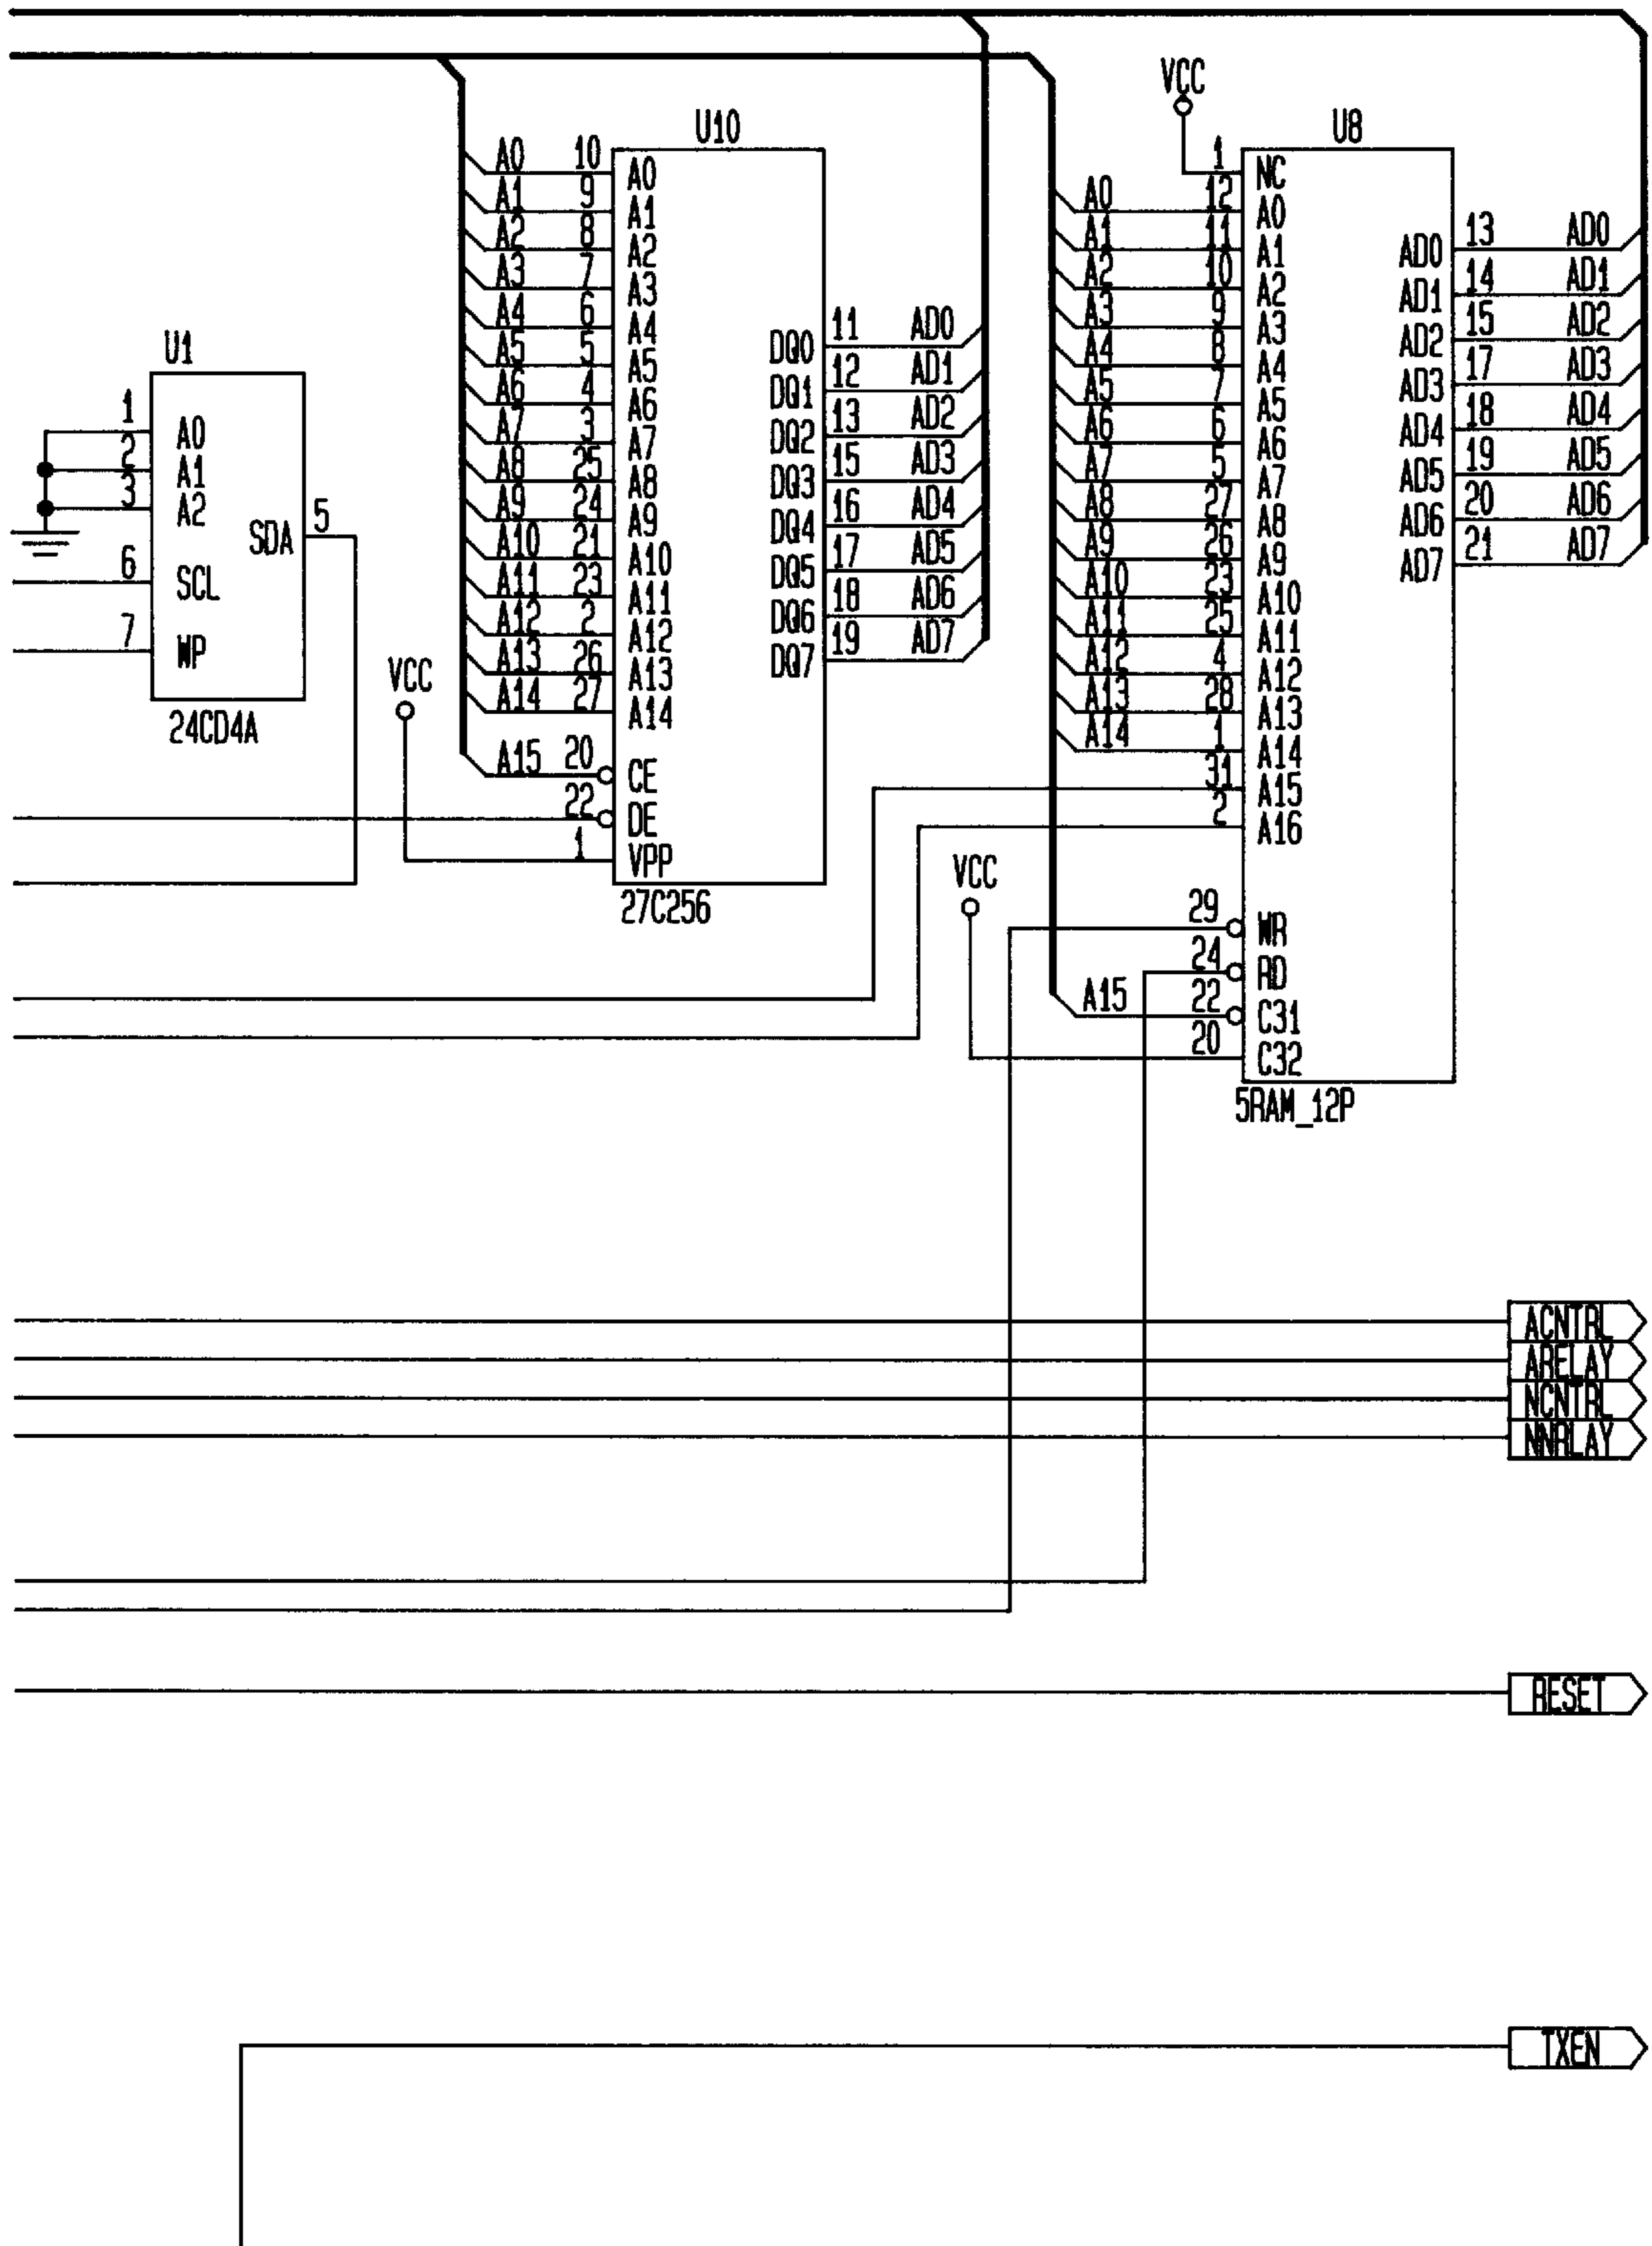 VCC
U10
U8
A0 10 A0
A1 9 A1
A2 8 A2
A3 7 A3
A4 6 A4
A5 5 A5
A6 4 A6
A7 3 A7
A8 25 A8
A9 24 A9
A10 21 A10
A11 23 A11
A12 2 A12
A13 26 A13
A14 27 A14
A15 20 CE
22 DE
VCC
1 VPP
27C256
DQ0 11 AD0
DQ1 12 AD1
DQ2 13 AD2
DQ3 15 AD3
DQ4 16 AD4
DQ5 17 AD5
DQ6 18 AD6
DQ7 19 AD7
U1
1 A0
2 A1
3 A2
SDA 5
6 SCL
7 WP
24CD4A
1 NC
A0 12 A0
A1 11 A1
A2 10 A2
A3 9 A3
A4 8 A4
A5 7 A5
A6 6 A6
A7 5 A7
A8 27 A8
A9 26 A9
A10 23 A10
A11 25 A11
A12 4 A12
A13 28 A13
A14 1 A14
31 A15
2 A16
VCC
29 WR
24 RD
A15 22 C31
20 C32
5RAM_12P
AD0 13 AD0
AD1 14 AD1
AD2 15 AD2
AD3 17 AD3
AD4 18 AD4
AD5 19 AD5
AD6 20 AD6
AD7 21 AD7
ACNTRL
ARELAY
NCNTRL
NNRLAY
RESET
TXEN